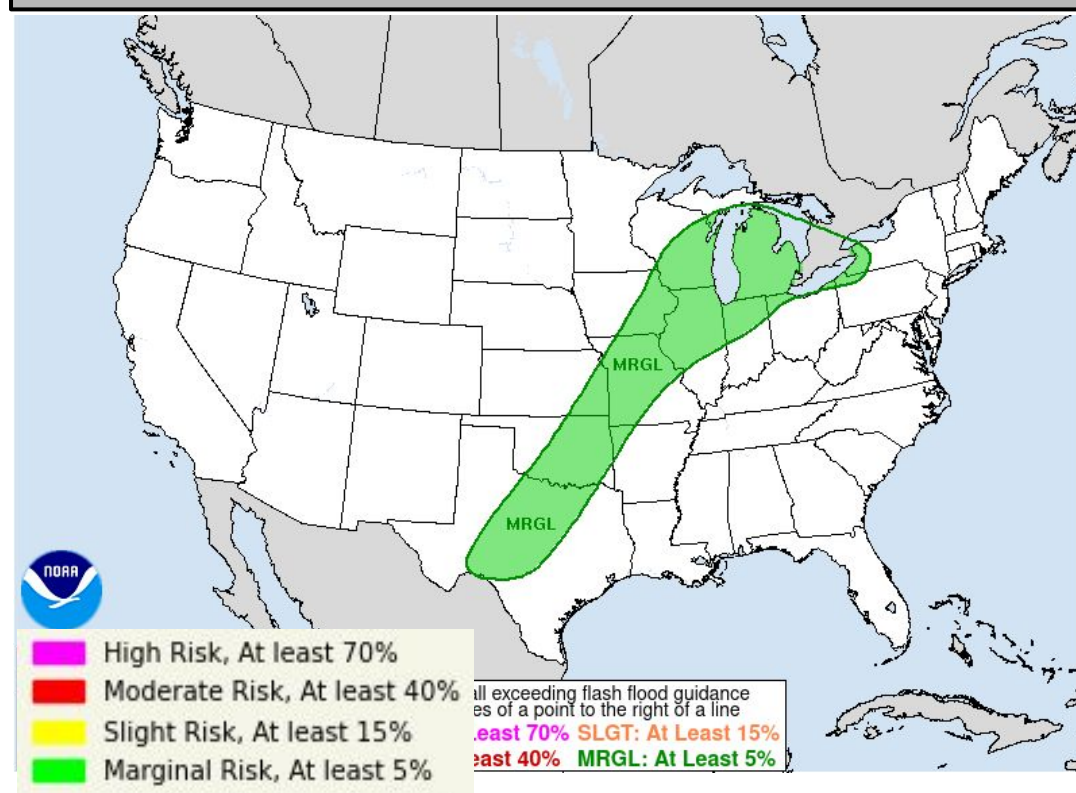 MRGL
MRGL
NOAA
High Risk, At least 70%
Moderate Risk, At least 40%
Slight Risk, At least 15%
Marginal Risk, At least 5%
all exceeding flash flood guidance
es of a point to the right of a line
Least 70% SLGT: At Least 15%
east 40% MRGL: At Least 5%